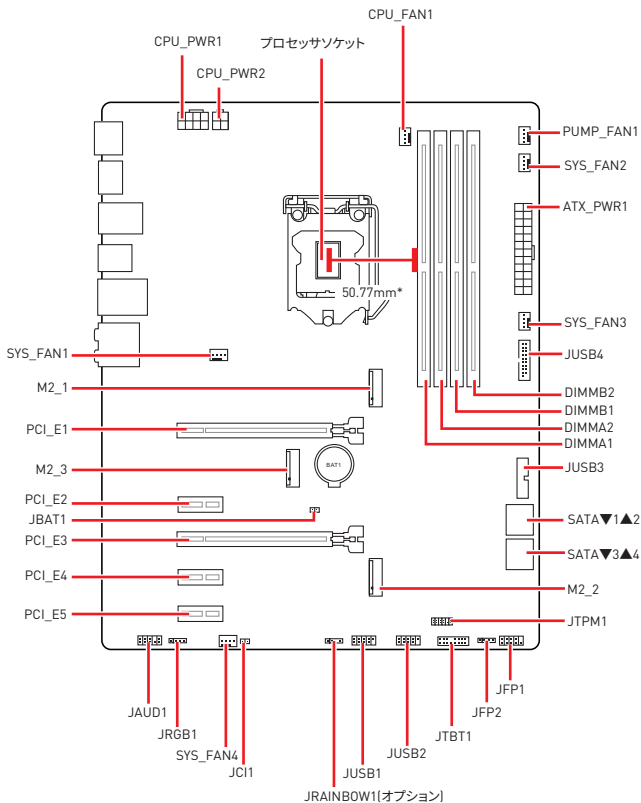 CPU_FAN1
CPU_PWR1
プロセッサソケット
CPU_PWR2
PUMP_FAN1
SYS_FAN2
ATX_PWR1
50.77mm*
SYS_FAN3
SYS_FAN1
JUSB4
M2_1
DIMMB2
DIMMB1
DIMMA2
DIMMA1
PCI_E1
M2_3
BAT1
JUSB3
PCI_E2
JBAT1
SATA▼1▲2
PCI_E3
SATA▼3▲4
PCI_E4
M2_2
PCI_E5
JTPM1
JAUD1
JRGB1
SYS_FAN4
JCI1
JRAINBOW1(オプション)
JUSB1
JUSB2
JTBT1
JFP2
JFP1